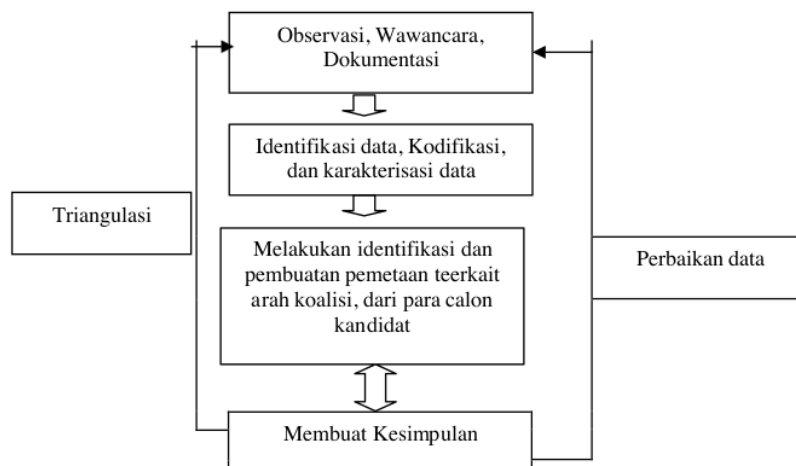 Observasi, Wawancara,
Dokumentasi
Identifikasi data, Kodifikasi,
dan karakterisasi data
Triangulasi
Melakukan identifikasi dan
pembuatan pemetaan teerkait
arah koalisi, dari para calon
kandidat
Perbaikan data
Membuat Kesimpulan